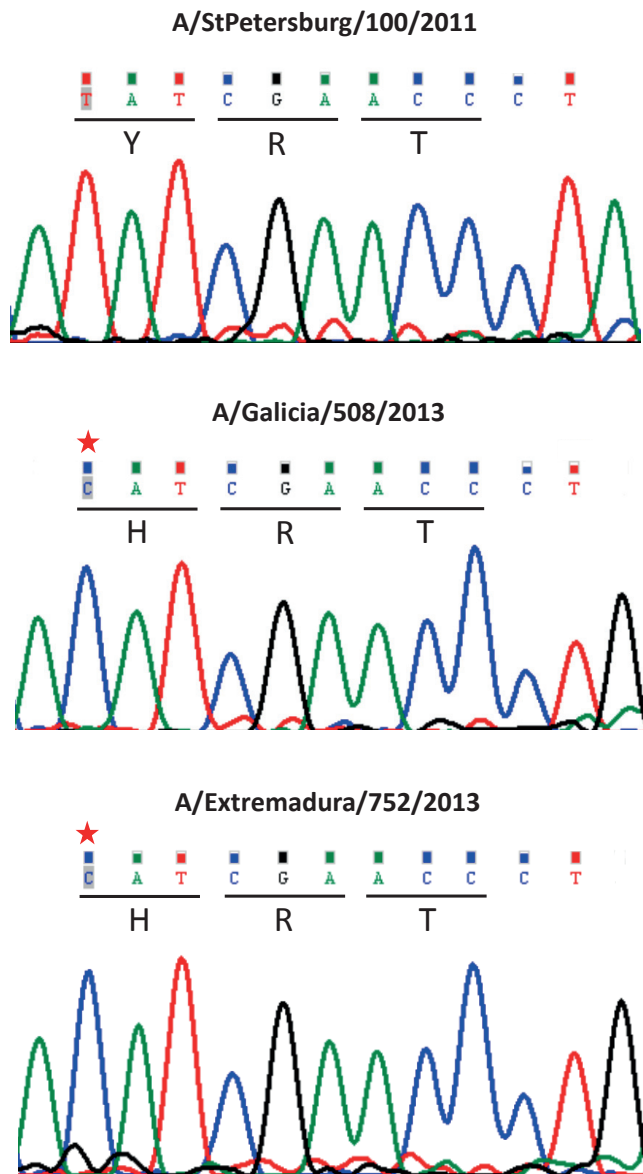 A/StPetersburg/100/2011
T A T C G A A C C C T
Y R T
A/Galicia/508/2013
C A T C G A A C C C T
H R T
A/Extremadura/752/2013
C A T C G A A C C C T
H R T